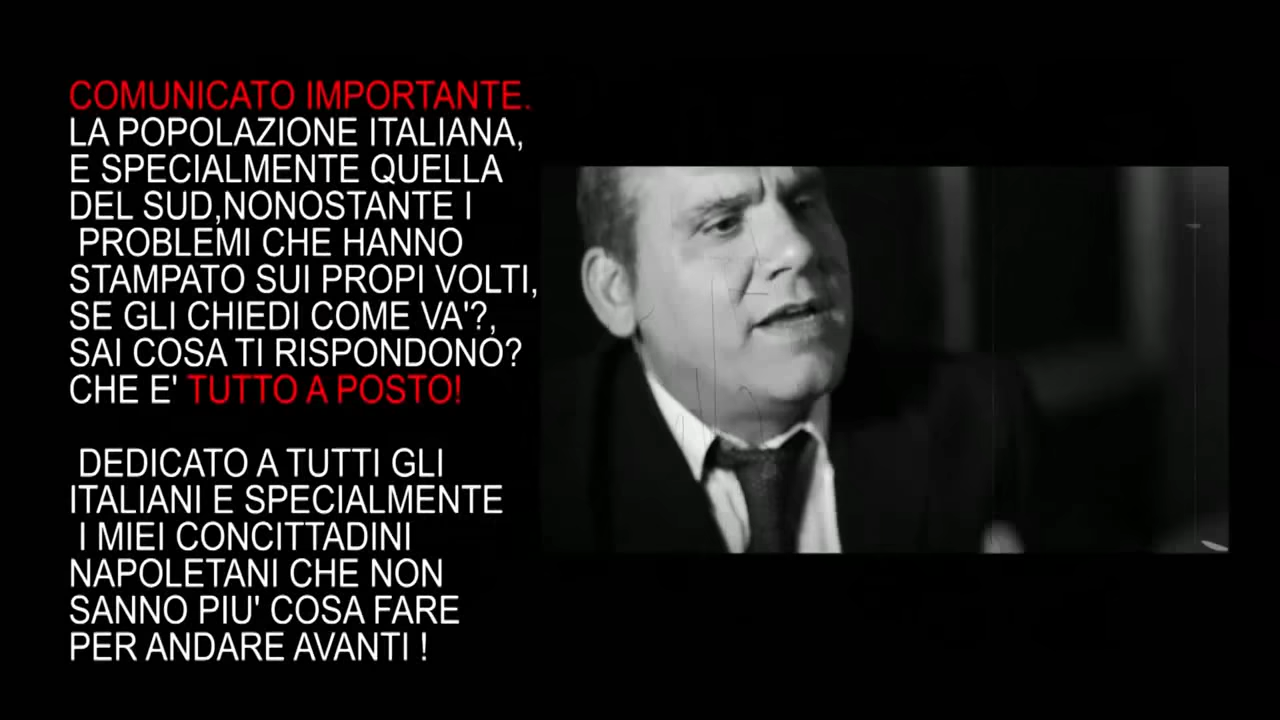 COMUNICATO IMPORTANTE.
LA POPOLAZIONE ITALIANA,
E SPECIALMENTE QUELLA
DEL SUD,NONOSTANTE I
PROBLEMI CHE HANNO
STAMPATO SUI PROPI VOLTI,
SE GLI CHIEDI COME VA'?,
SAI COSA TI RISPONDONO?
CHE E' TUTTO A POSTO!
DEDICATO A TUTTI GLI
ITALIANI E SPECIALMENTE
I MIEI CONCITTADINI
NAPOLETANI CHE NON
SANNO PIU' COSA FARE
PER ANDARE AVANTI !